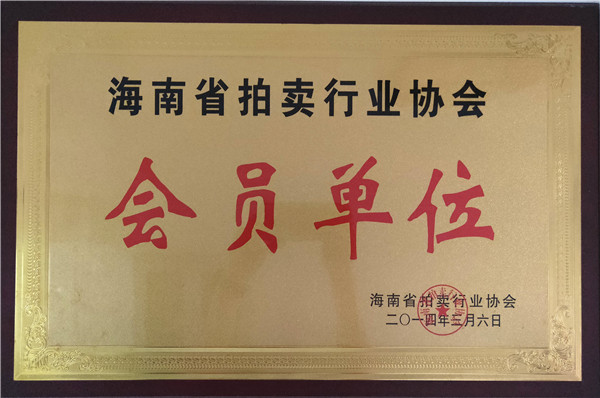 海南省拍卖行业协会
会员单位
海南省拍卖行业协会
二〇一四年三月六日